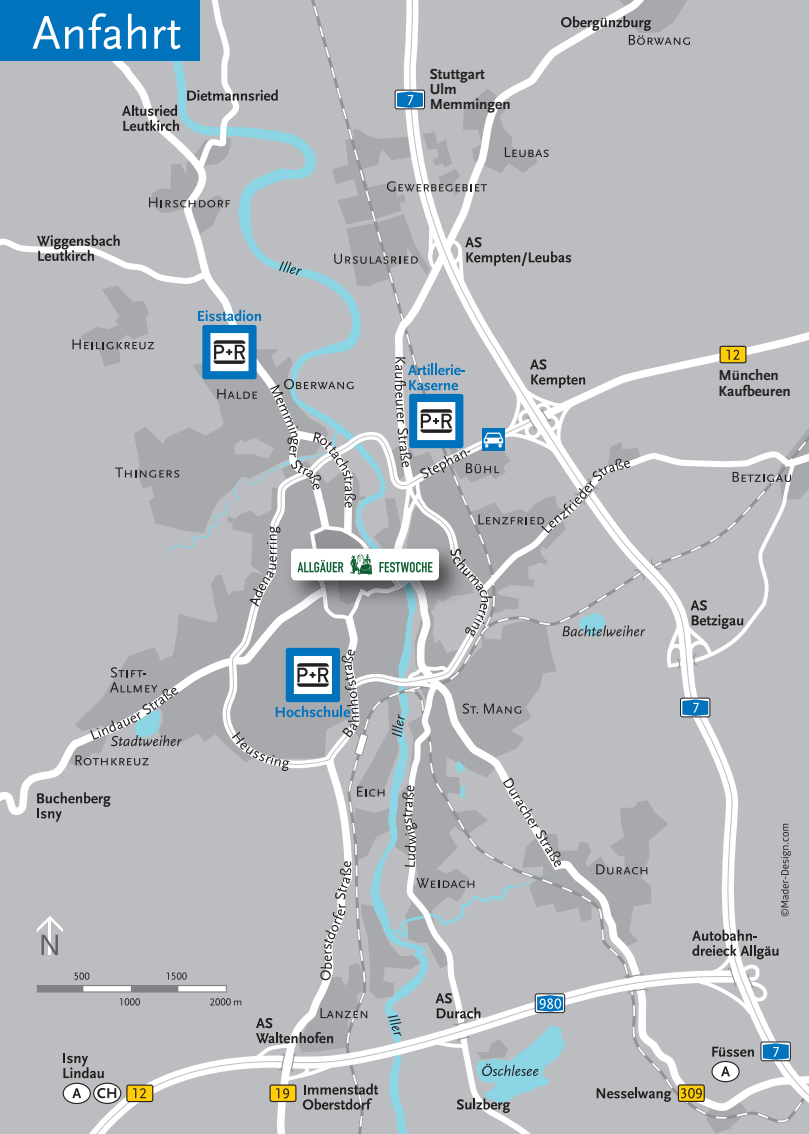 Anfahrt
Obergünzburg
BÖRWANG
Stuttgart
Ulm
Memmingen
7
Dietmannsried
Altusried
Leutkirch
LEUBAS
GEWERBEGEBIET
HIRSCHDORF
Wiggensbach
Leutkirch
AS
Kempten/Leubas
URSULASRIED
Iller
Eisstadion
P+R
HEILIGKREUZ
12
München
Kaufbeuren
AS
Kempten
Artillerie-
Kaserne
P+R
Kaufbeurer Straße
OBERWANG
HALDE
Memminger Straße
Rottachstraße
Stephan-
BÜHL
THINGERS
Lenzfrieder Straße
BETZIGAU
LENZFRIED
Adenauerring
Schumacherring
ALLGÄUER FESTWOCHE
AS
Betzigau
Bachtelweiher
P+R
Hochschule
Bahnhofstraße
STIFT-
ALLMEY
Lindauer Straße
Stadtweiher
ROTHKREUZ
Heussring
Iller
ST. MANG
7
Buchenberg
Isny
EICH
Ludwigstraße
Duracher Straße
WEIDACH
DURACH
©Mader-Design.com
Oberstdorfer Straße
N
500
1500
1000
2000 m
Autobahn-
dreieck Allgäu
980
LANZEN
AS
Durach
AS
Waltenhofen
Iller
Isny
Lindau
A
CH
12
19
Immenstadt
Oberstdorf
Öschlesee
Sulzberg
Füssen
7
A
Nesselwang
309